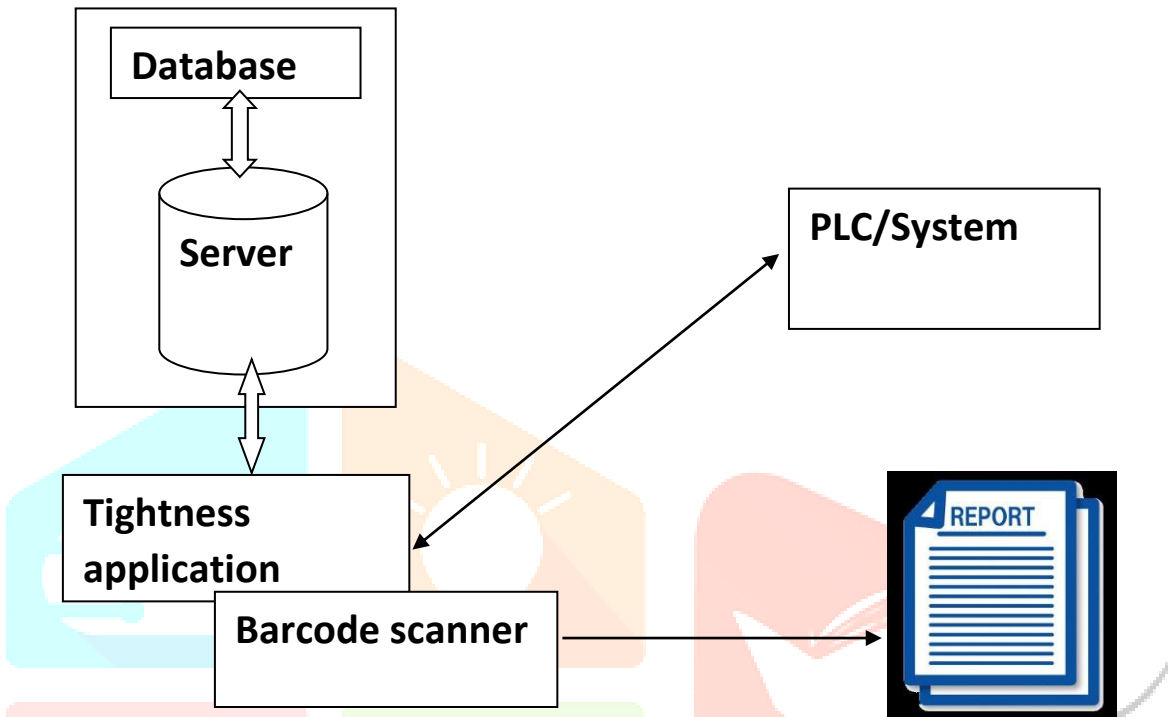 Database
Server
PLC/System
Tightness
application
Barcode scanner
REPORT